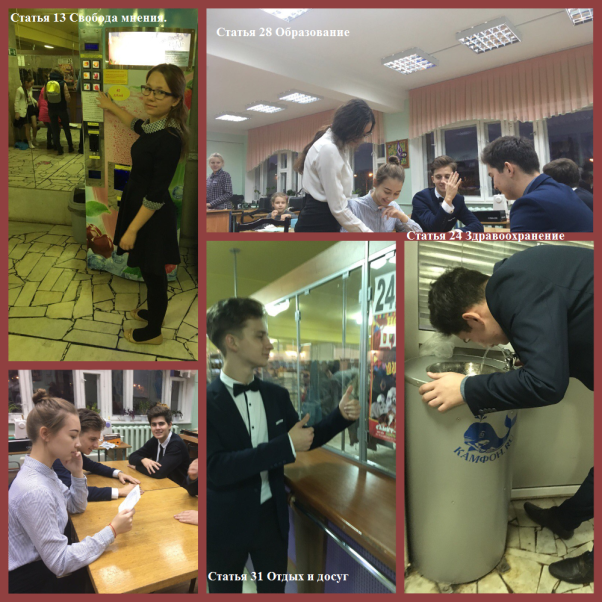 Статья 13 Свобода мнения.
Статья 28 Образование
Статья 24 Здравоохранение
24
КАМФОН
Статья 31 Отдых и досуг